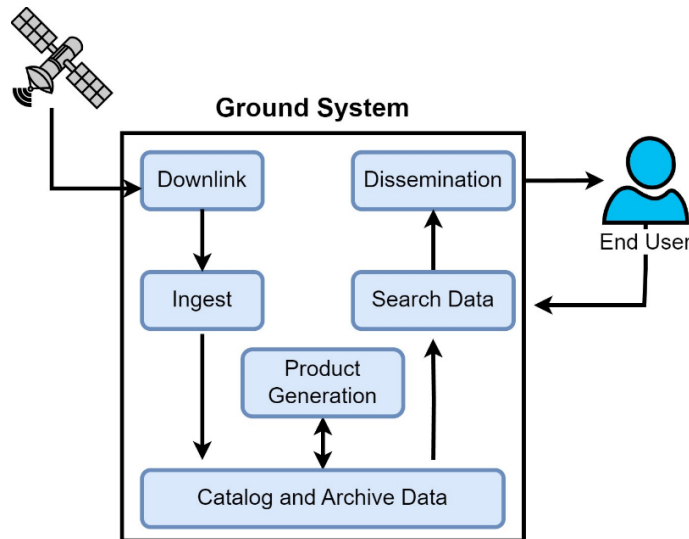 Ground System
Downlink
Dissemination
End User
Ingest
Search Data
Product
Generation
Catalog and Archive Data